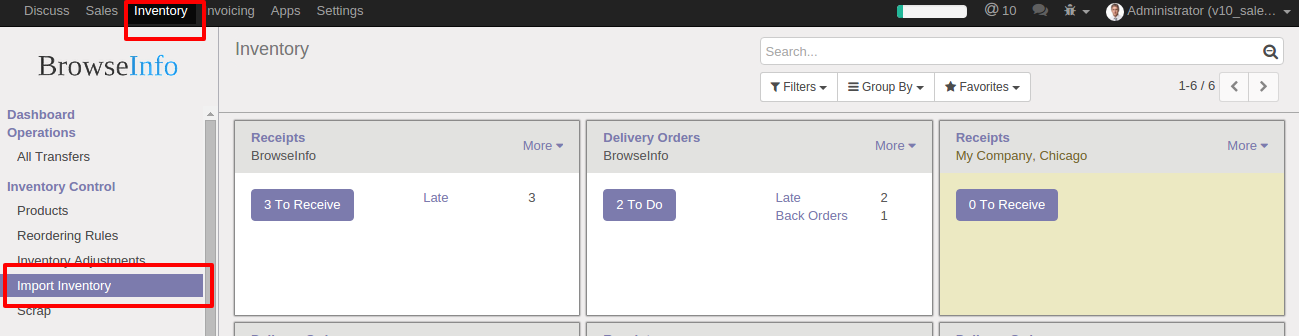 Discuss Sales Inventory Invoicing Apps Settings @ 10 Administrator (v10_sale...
BrowseInfo
Inventory
Search...
Filters Group By Favorites 1-6 / 6
Dashboard
Operations
All Transfers
Inventory Control
Products
Reordering Rules
Inventory Adjustments
Import Inventory
Scrap
Receipts
BrowseInfo
More
3 To Receive
Late 3
Delivery Orders
BrowseInfo
More
2 To Do
Late 2
Back Orders 1
Receipts
My Company, Chicago
More
0 To Receive